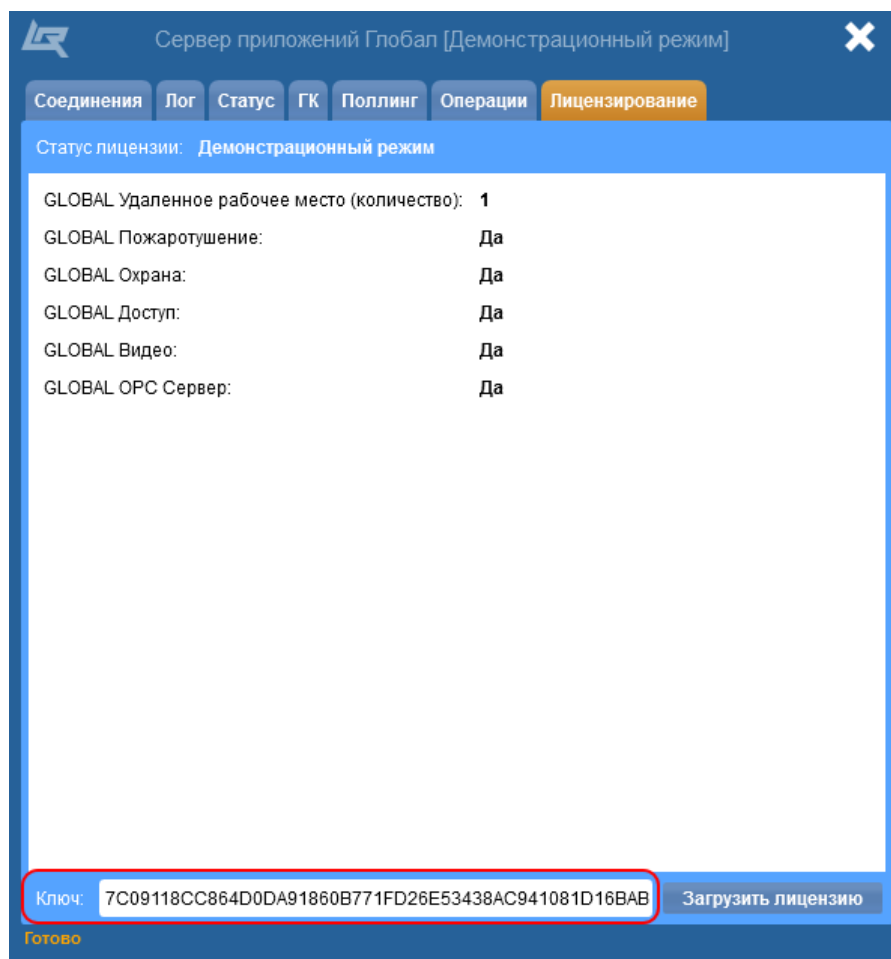 Сервер приложений Глобал [Демонстрационный режим]
Соединения Лог Статус ГК Поллинг Операции Лицензирование
Статус лицензии: Демонстрационный режим
GLOBAL Удаленное рабочее место (количество): 1
GLOBAL Пожаротушение: Да
GLOBAL Охрана: Да
GLOBAL Доступ: Да
GLOBAL Видео: Да
GLOBAL OPC Сервер: Да
Ключ: 7C09118CC864D0DA91860B771FD26E53438AC941081D16BAB Загрузить лицензию
Готово